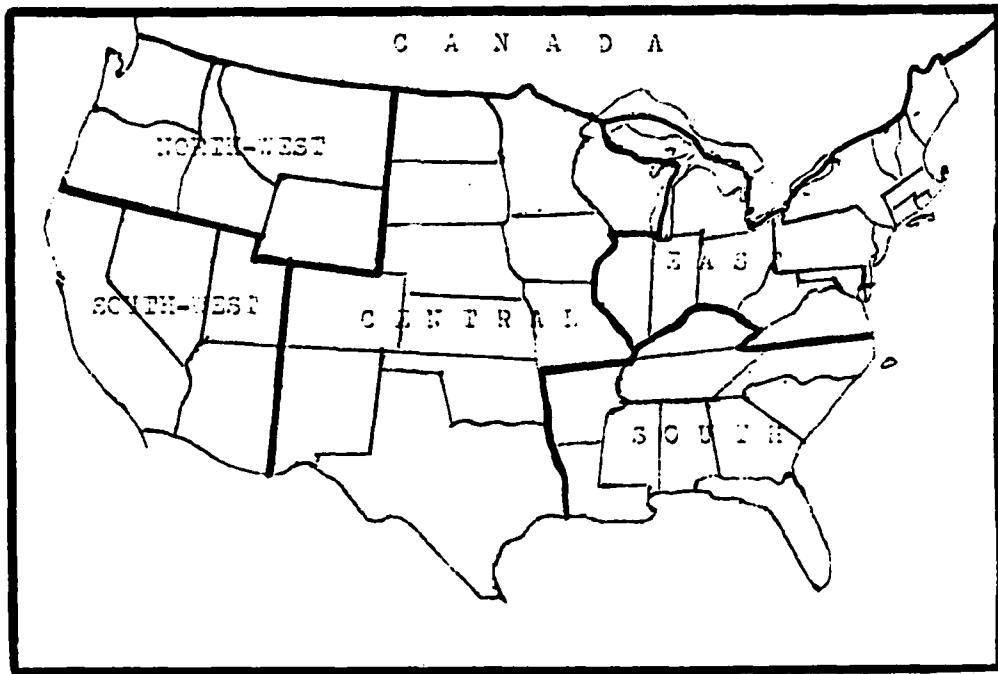 C A N A D A
NORTH-WEST
E A S T
SOUTH-WEST
C E N T R A L
S O U T H